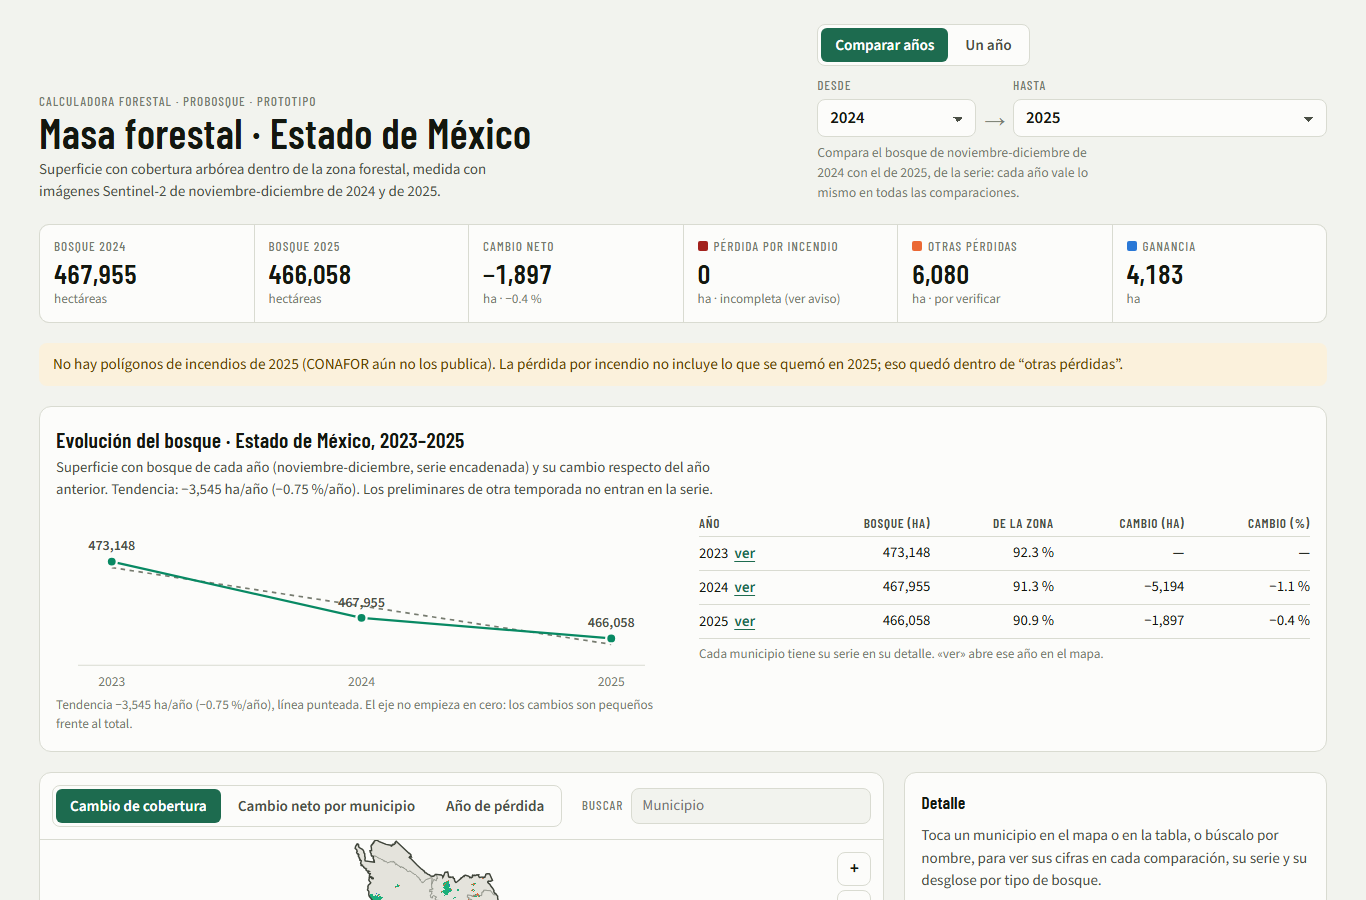 Comparar años
Un año
DESDE
HASTA
2024
→
2025
Compara el bosque de noviembre-diciembre de
2024 con el de 2025, de la serie: cada año vale lo
mismo en todas las comparaciones.
CALCULADORA FORESTAL · PROBOSQUE · PROTOTIPO
Masa forestal · Estado de México
Superficie con cobertura arbórea dentro de la zona forestal, medida con
imágenes Sentinel-2 de noviembre-diciembre de 2024 y de 2025.
BOSQUE 2024
467,955
hectáreas
BOSQUE 2025
466,058
hectáreas
CAMBIO NETO
−1,897
ha · −0.4 %
PÉRDIDA POR INCENDIO
0
ha · incompleta (ver aviso)
OTRAS PÉRDIDAS
6,080
ha · por verificar
GANANCIA
4,183
ha
No hay polígonos de incendios de 2025 (CONAFOR aún no los publica). La pérdida por incendio no incluye lo que se quemó en 2025; eso quedó dentro de “otras pérdidas”.
Evolución del bosque · Estado de México, 2023–2025
Superficie con bosque de cada año (noviembre-diciembre, serie encadenada) y su cambio respecto del año
anterior. Tendencia: −3,545 ha/año (−0.75 %/año). Los preliminares de otra temporada no entran en la serie.
473,148
467,955
466,058
2023
2024
2025
Tendencia −3,545 ha/año (−0.75 %/año), línea punteada. El eje no empieza en cero: los cambios son pequeños
frente al total.
AÑO BOSQUE (HA) DE LA ZONA CAMBIO (HA) CAMBIO (%)
2023 ver 473,148 92.3 % — —
2024 ver 467,955 91.3 % −5,194 −1.1 %
2025 ver 466,058 90.9 % −1,897 −0.4 %
Cada municipio tiene su serie en su detalle. «ver» abre ese año en el mapa.
Cambio de cobertura
Cambio neto por municipio
Año de pérdida
BUSCAR
Municipio
+
Detalle
Toca un municipio en el mapa o en la tabla, o búscalo por
nombre, para ver sus cifras en cada comparación, su serie y su
desglose por tipo de bosque.